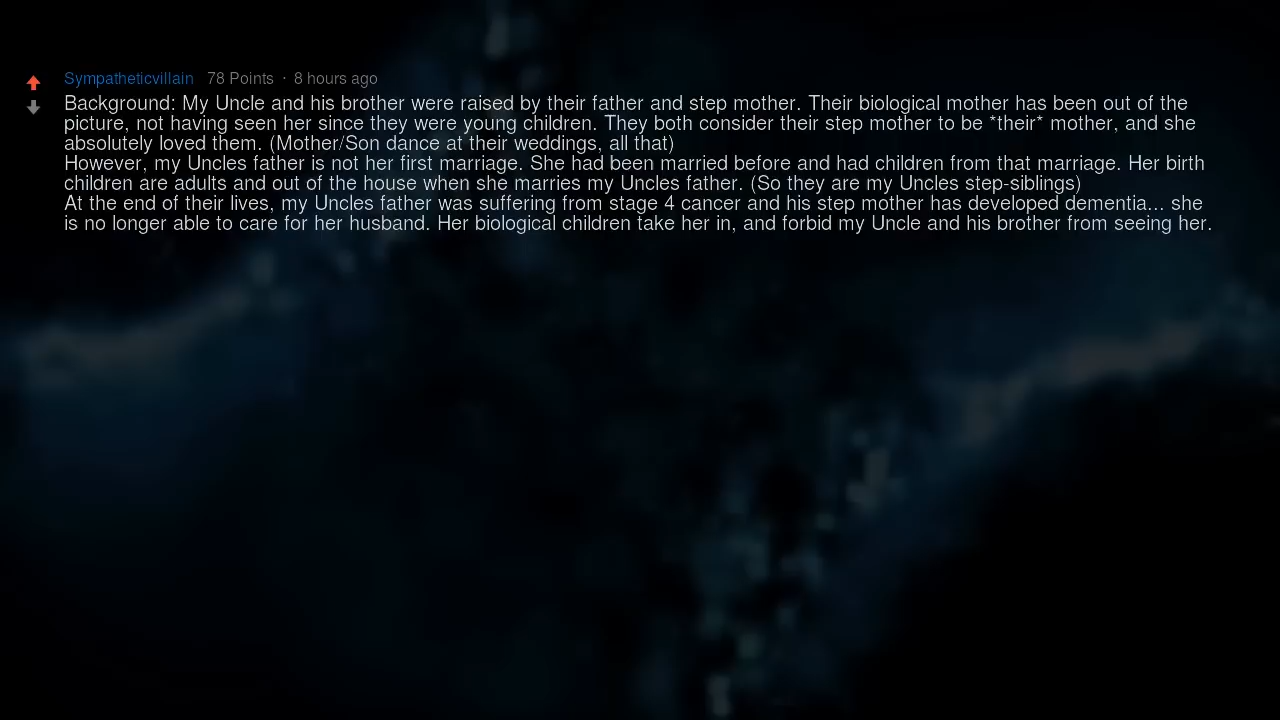 Sympatheticvillain 78 Points · 8 hours ago
Background: My Uncle and his brother were raised by their father and step mother. Their biological mother has been out of the
picture, not having seen her since they were young children. They both consider their step mother to be *their* mother, and she
absolutely loved them. (Mother/Son dance at their weddings, all that)
However, my Uncles father is not her first marriage. She had been married before and had children from that marriage. Her birth
children are adults and out of the house when she marries my Uncles father. (So they are my Uncles step-siblings)
At the end of their lives, my Uncles father was suffering from stage 4 cancer and his step mother has developed dementia... she
is no longer able to care for her husband. Her biological children take her in, and forbid my Uncle and his brother from seeing her.